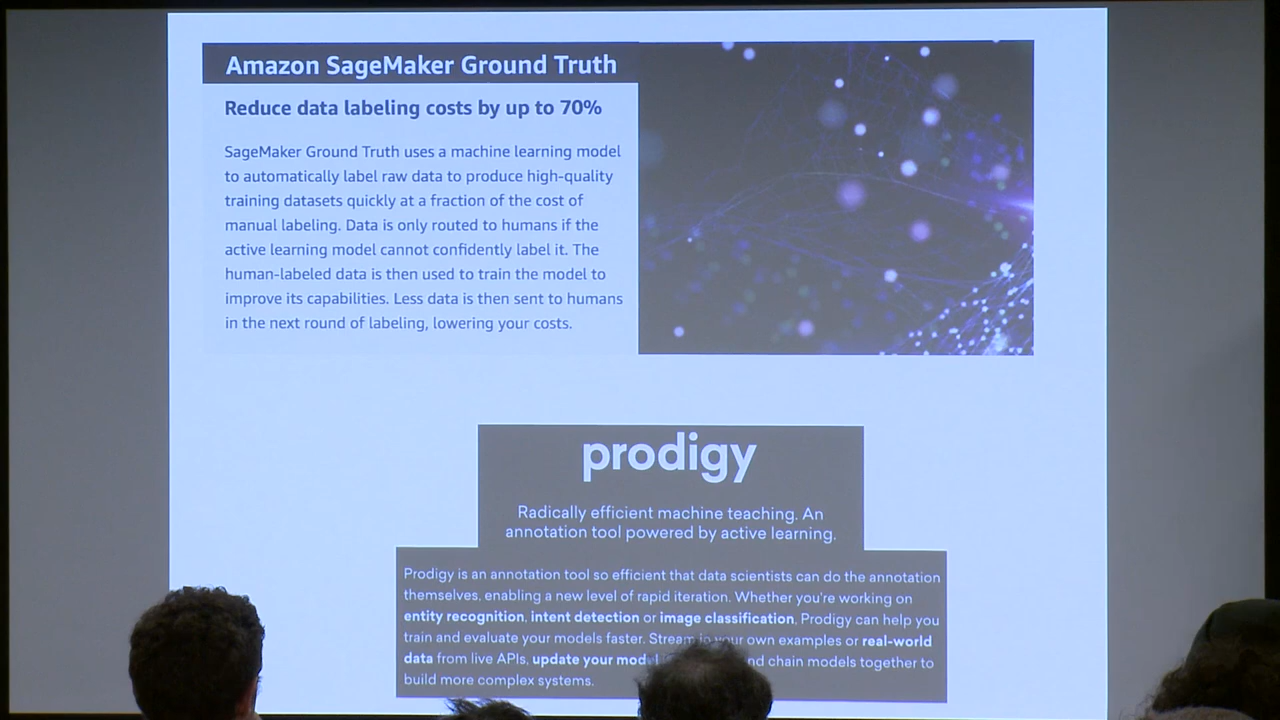 Amazon SageMaker Ground Truth
Reduce data labeling costs by up to 70%
SageMaker Ground Truth uses a machine learning model
to automatically label raw data to produce high-quality
training datasets quickly at a fraction of the cost of
manual labeling. Data is only routed to humans if the
active learning model cannot confidently label it. The
human-labeled data is then used to train the model to
improve its capabilities. Less data is then sent to humans
in the next round of labeling, lowering your costs.
prodigy
Radically efficient machine teaching. An
annotation tool powered by active learning.
Prodigy is an annotation tool so efficient that data scientists can do the annotation
themselves, enabling a new level of rapid iteration. Whether you're working on
entity recognition, intent detection or image classification, Prodigy can help you
train and evaluate your models faster. Stream in your own examples or real-world
data from live APIs, update your and chain models together to
build more complex systems.